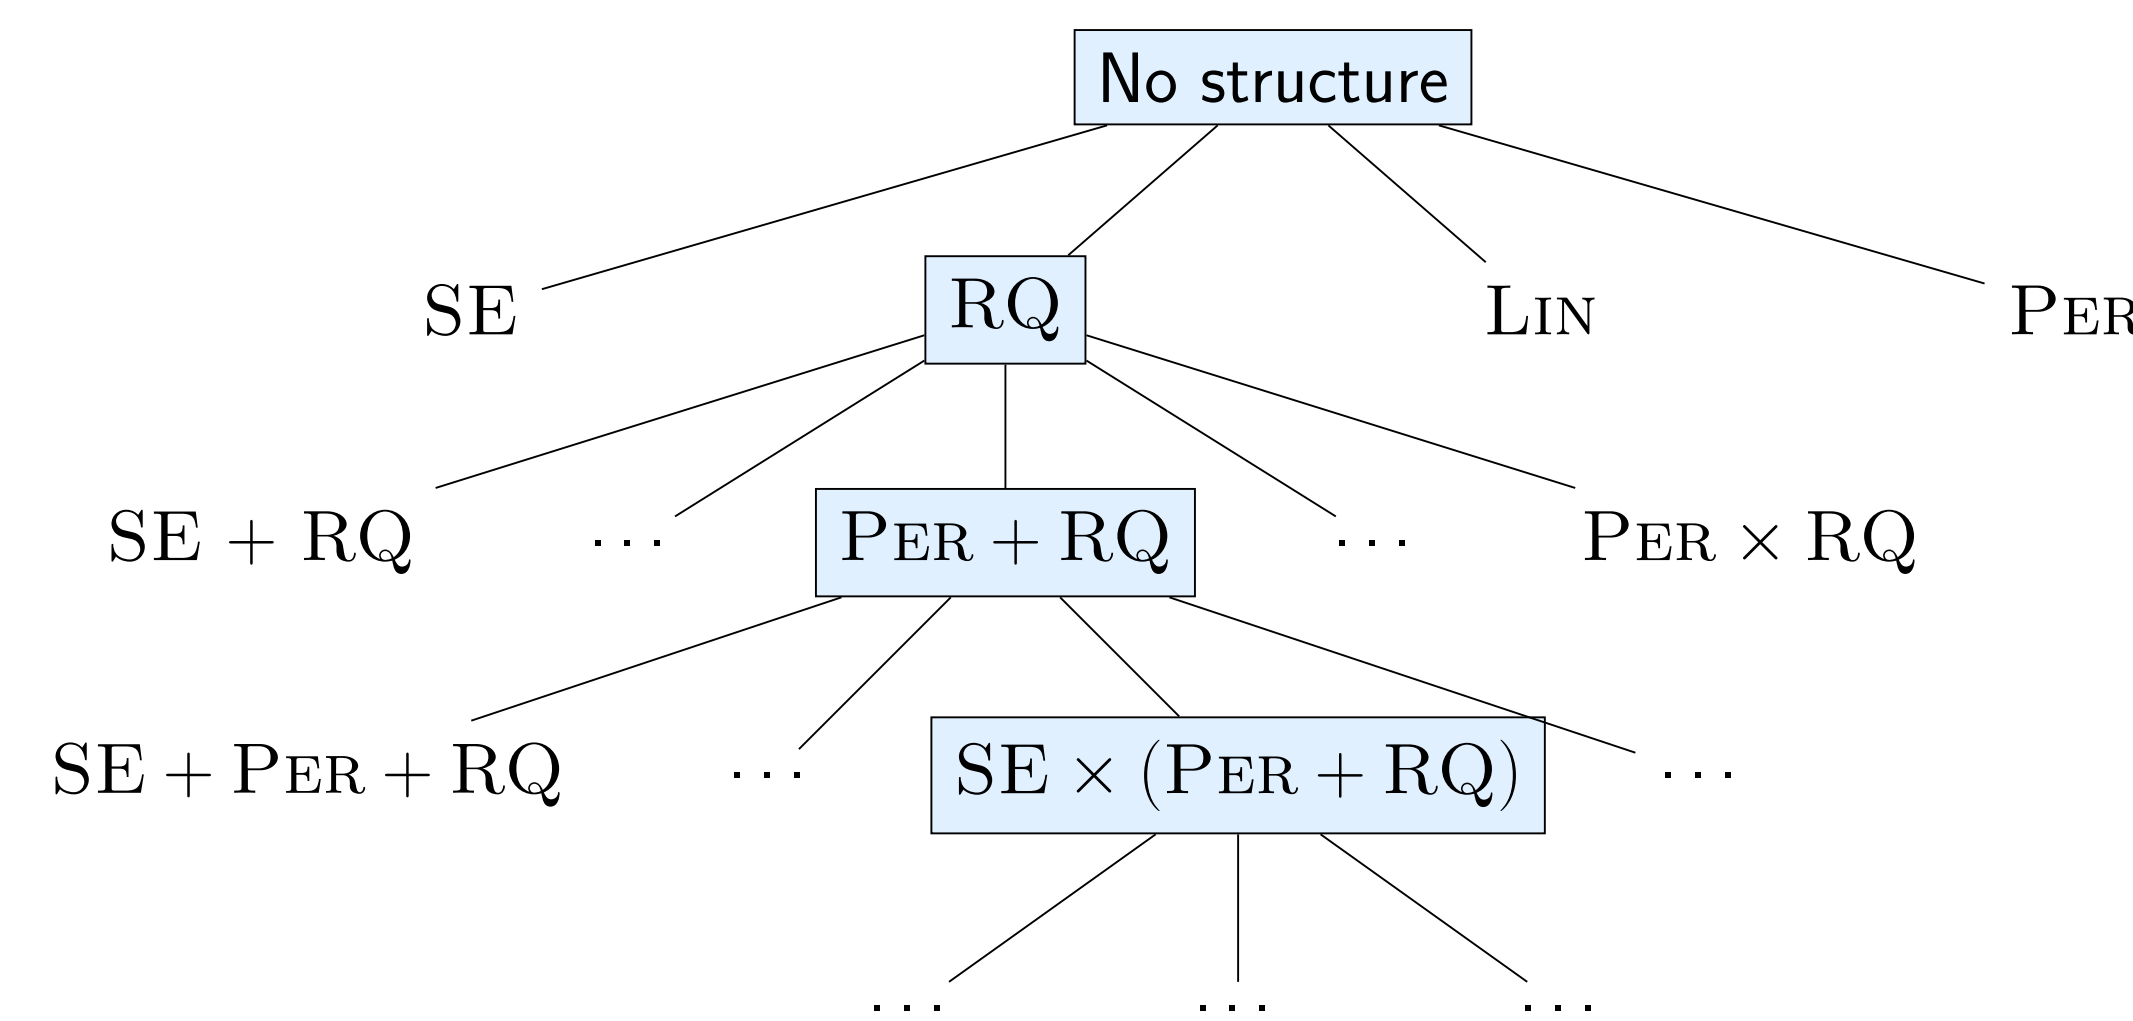 No structure
SE RQ Lin Per
SE + RQ ... Per + RQ ... Per × RQ
SE + Per + RQ ... SE × (Per + RQ) ...
... ... ...